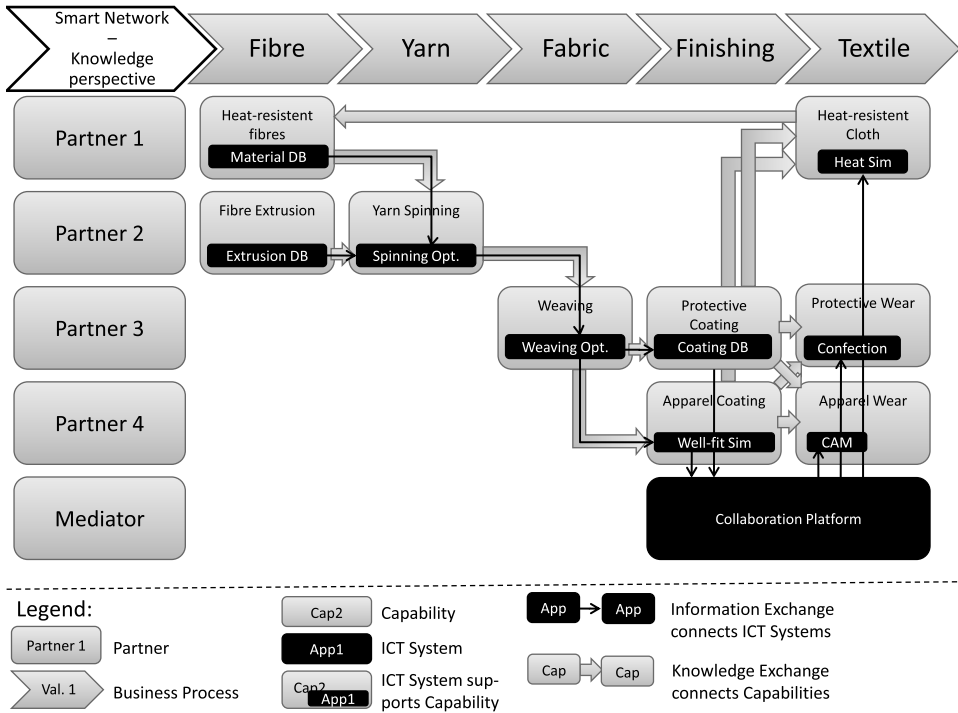 Smart Network
–
Knowledge
perspective
Fibre
Yarn
Fabric
Finishing
Textile
Partner 1
Heat-resistent
fibres
Material DB
Heat-resistent
Cloth
Heat Sim
Partner 2
Fibre Extrusion
Extrusion DB
Yarn Spinning
Spinning Opt.
Partner 3
Weaving
Weaving Opt.
Protective
Coating
Coating DB
Protective Wear
Confection
Partner 4
Apparel Coating
Well-fit Sim
Apparel Wear
CAM
Mediator
Collaboration Platform
Legend:
Partner 1
Partner
Val. 1
Business Process
Cap2
Capability
App1
ICT System
Cap2
App1
ICT System sup-
ports Capability
App
App
Information Exchange
connects ICT Systems
Cap
Cap
Knowledge Exchange
connects Capabilities